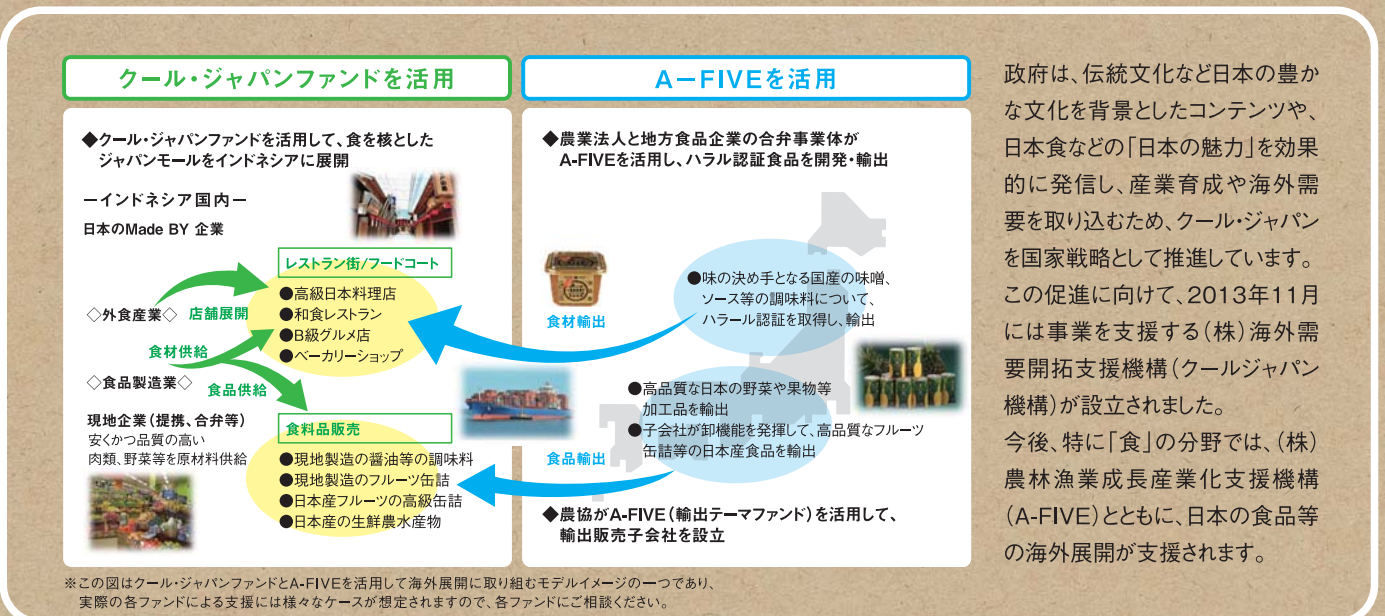 クール・ジャパンファンドを活用
◆クール・ジャパンファンドを活用して、食を核とした
ジャパンモールをインドネシアに展開
ーインドネシア国内ー
日本のMade BY 企業
レストラン街/フードコート
●高級日本料理店
●和食レストラン
●B級グルメ店
●ベーカリーショップ
◇外食産業◇
店舗展開
食材供給
◇食品製造業◇
食品供給
現地企業（提携、合弁等）
安くかつ品質の高い
肉類、野菜等を原材料供給
食料品販売
●現地製造の醤油等の調味料
●現地製造のフルーツ缶詰
●日本産フルーツの高級缶詰
●日本産の生鮮農水産物
A－FIVEを活用
◆農業法人と地方食品企業の合弁事業体が
A-FIVEを活用し、ハラル認証食品を開発・輸出
●味の決め手となる国産の味噌、
ソース等の調味料について、
ハラール認証を取得し、輸出
食材輸出
●高品質な日本の野菜や果物等
加工品を輸出
●子会社が卸機能を発揮して、高品質なフルーツ
缶詰等の日本産食品を輸出
食品輸出
◆農協がA-FIVE（輸出テーマファンド）を活用して、
輸出販売子会社を設立
※この図はクール・ジャパンファンドとA-FIVEを活用して海外展開に取り組むモデルイメージの一つであり、
実際の各ファンドによる支援には様々なケースが想定されますので、各ファンドにご相談ください。
政府は、伝統文化など日本の豊か
な文化を背景としたコンテンツや、
日本食などの「日本の魅力」を効果
的に発信し、産業育成や海外需
要を取り込むため、クール・ジャパン
を国家戦略として推進しています。
この促進に向けて、2013年11月
には事業を支援する（株）海外需
要開拓支援機構（クールジャパン
機構）が設立されました。
今後、特に「食」の分野では、（株）
農林漁業成長産業化支援機構
（A-FIVE）とともに、日本の食品等
の海外展開が支援されます。